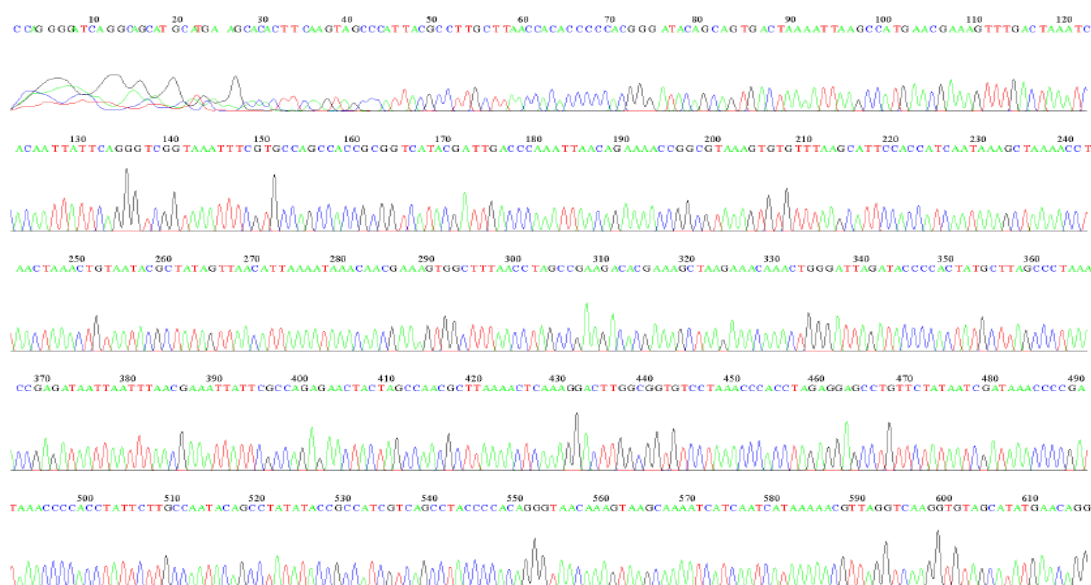 10 20 30 40 50 60 70 80 90 100 110 120
CCAGGGGATCAGGCAGCATGCATGA AGCACACTTCAAGTAGCCCATTACGCCTTGCTTAACCACACCCCCACGGGATACAGCAGTGACTAAAATTAAGCCATGAACGAAAGTTTGACTAAATC
130 140 150 160 170 180 190 200 210 220 230 240
ACAATTATTCAGGGTCGGTAAATTTCGTGCCAGCCACCGCGGTCATACGATTGACCCAAATTAACAGAAAACCGGCGTAAAGTGTGTTTAAGCATTCCACCATCAATAAAGCTAAAACCT
250 260 270 280 290 300 310 320 330 340 350 360
AACTAAACTGTAATACGCTATAGTTAACATTAAAATAAACAACGAAAGTGGCTTTAACCTAGCCGAAGACACGAAAGCTAAGAAACAAACTGGGATTAGATACCCCACTATGCTTAGCCCTAAA
370 380 390 400 410 420 430 440 450 460 470 480 490
CCGAGATAATTAATTTAACGAAATTATTCGCCAGAGAACTACTAGCCAACGCTTAAAACTCAAAGGACTTGGCGGTGTCCTAAACCCACCTAGAGGAGCCTGTTCTATAATCGATAAACCCCGA
500 510 520 530 540 550 560 570 580 590 600 610
TAAACCCCACCTATTCTTGCCAATACAGCCTATATACCGCCATCGTCAGCCTACCCCACAGGGTAACAAAGTAAGCAAAATCATCAATCATAAAAACGTTAGGTCAAGGTGTAGCATATGAACAGG